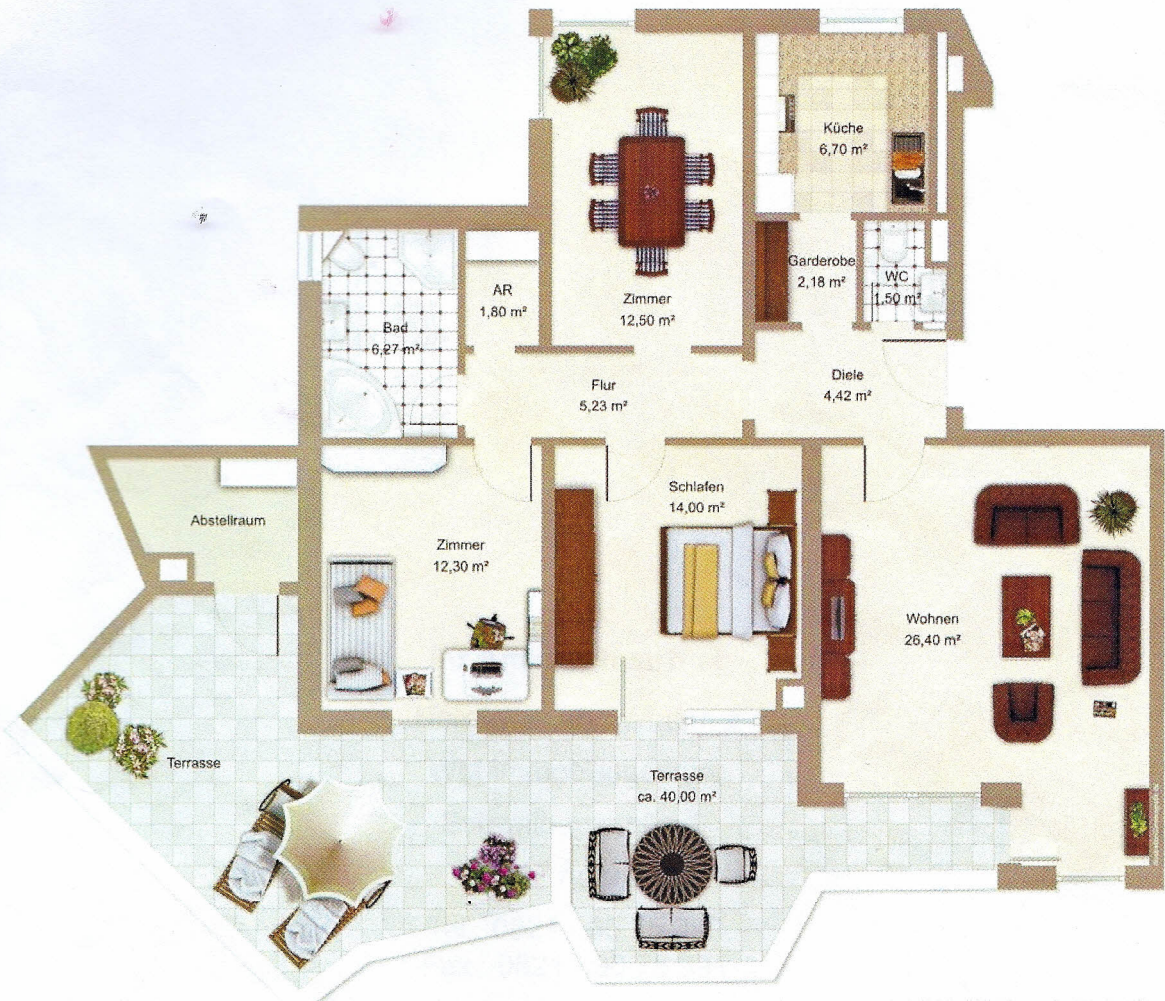 Küche
6,70 m²
Garderobe
2,18 m²
WC
1,50 m²
AR
1,80 m²
Zimmer
12,50 m²
Bad
6,27 m²
Flur
5,23 m²
Diele
4,42 m²
Schlafen
14,00 m²
Abstellraum
Zimmer
12,30 m²
Wohnen
26,40 m²
Terrasse
Terrasse
ca. 40,00 m²